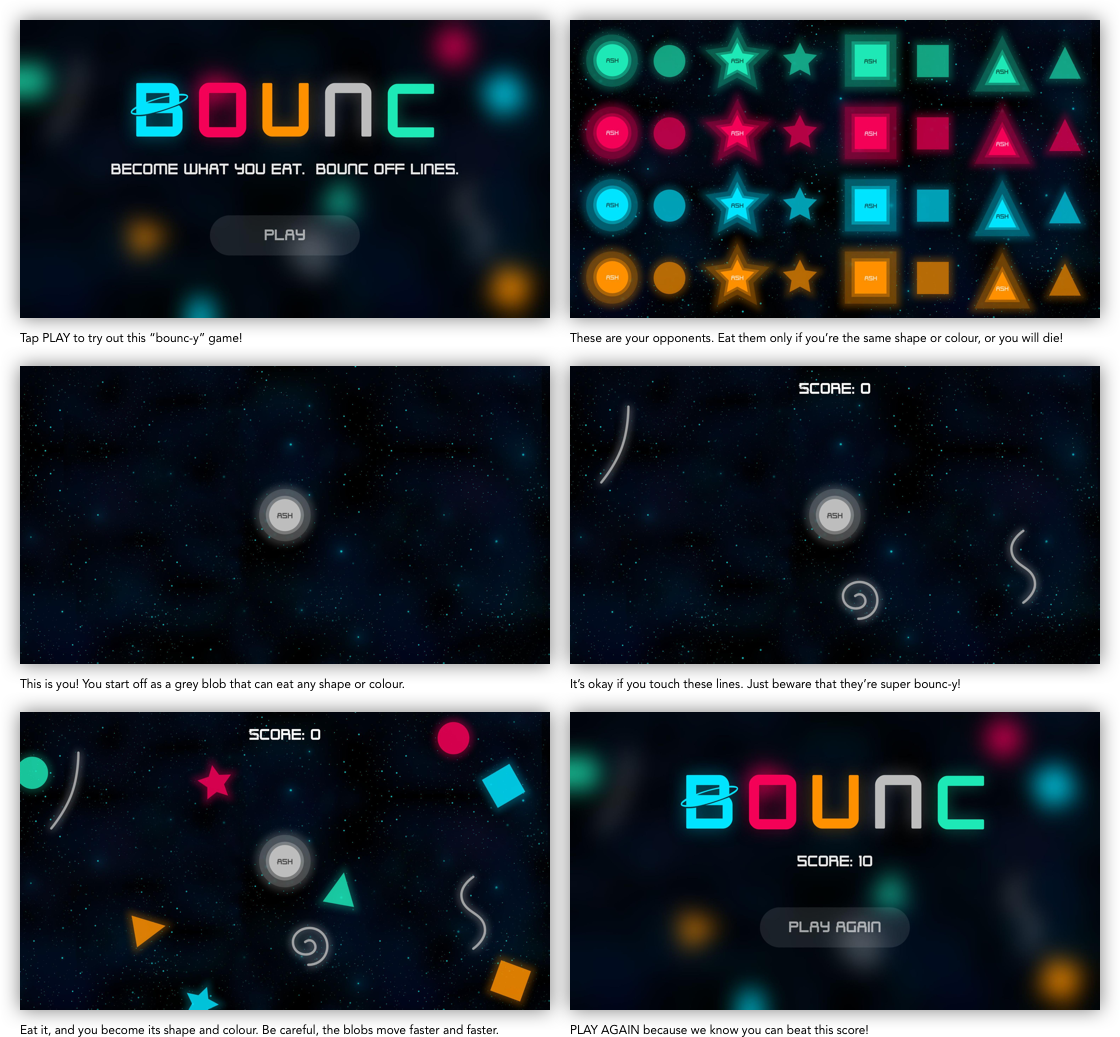 BOUNC
BECOME WHAT YOU EAT. BOUNC OFF LINES.
PLAY
Tap PLAY to try out this “bounc-y” game!
ASH ASH ASH ASH
ASH ASH ASH ASH
ASH ASH ASH ASH
ASH ASH ASH ASH
These are your opponents. Eat them only if you’re the same shape or colour, or you will die!
ASH
This is you! You start off as a grey blob that can eat any shape or colour.
SCORE: 0
ASH
It’s okay if you touch these lines. Just beware that they’re super bounc-y!
SCORE: 0
ASH
Eat it, and you become its shape and colour. Be careful, the blobs move faster and faster.
BOUNC
SCORE: 10
PLAY AGAIN
PLAY AGAIN because we know you can beat this score!